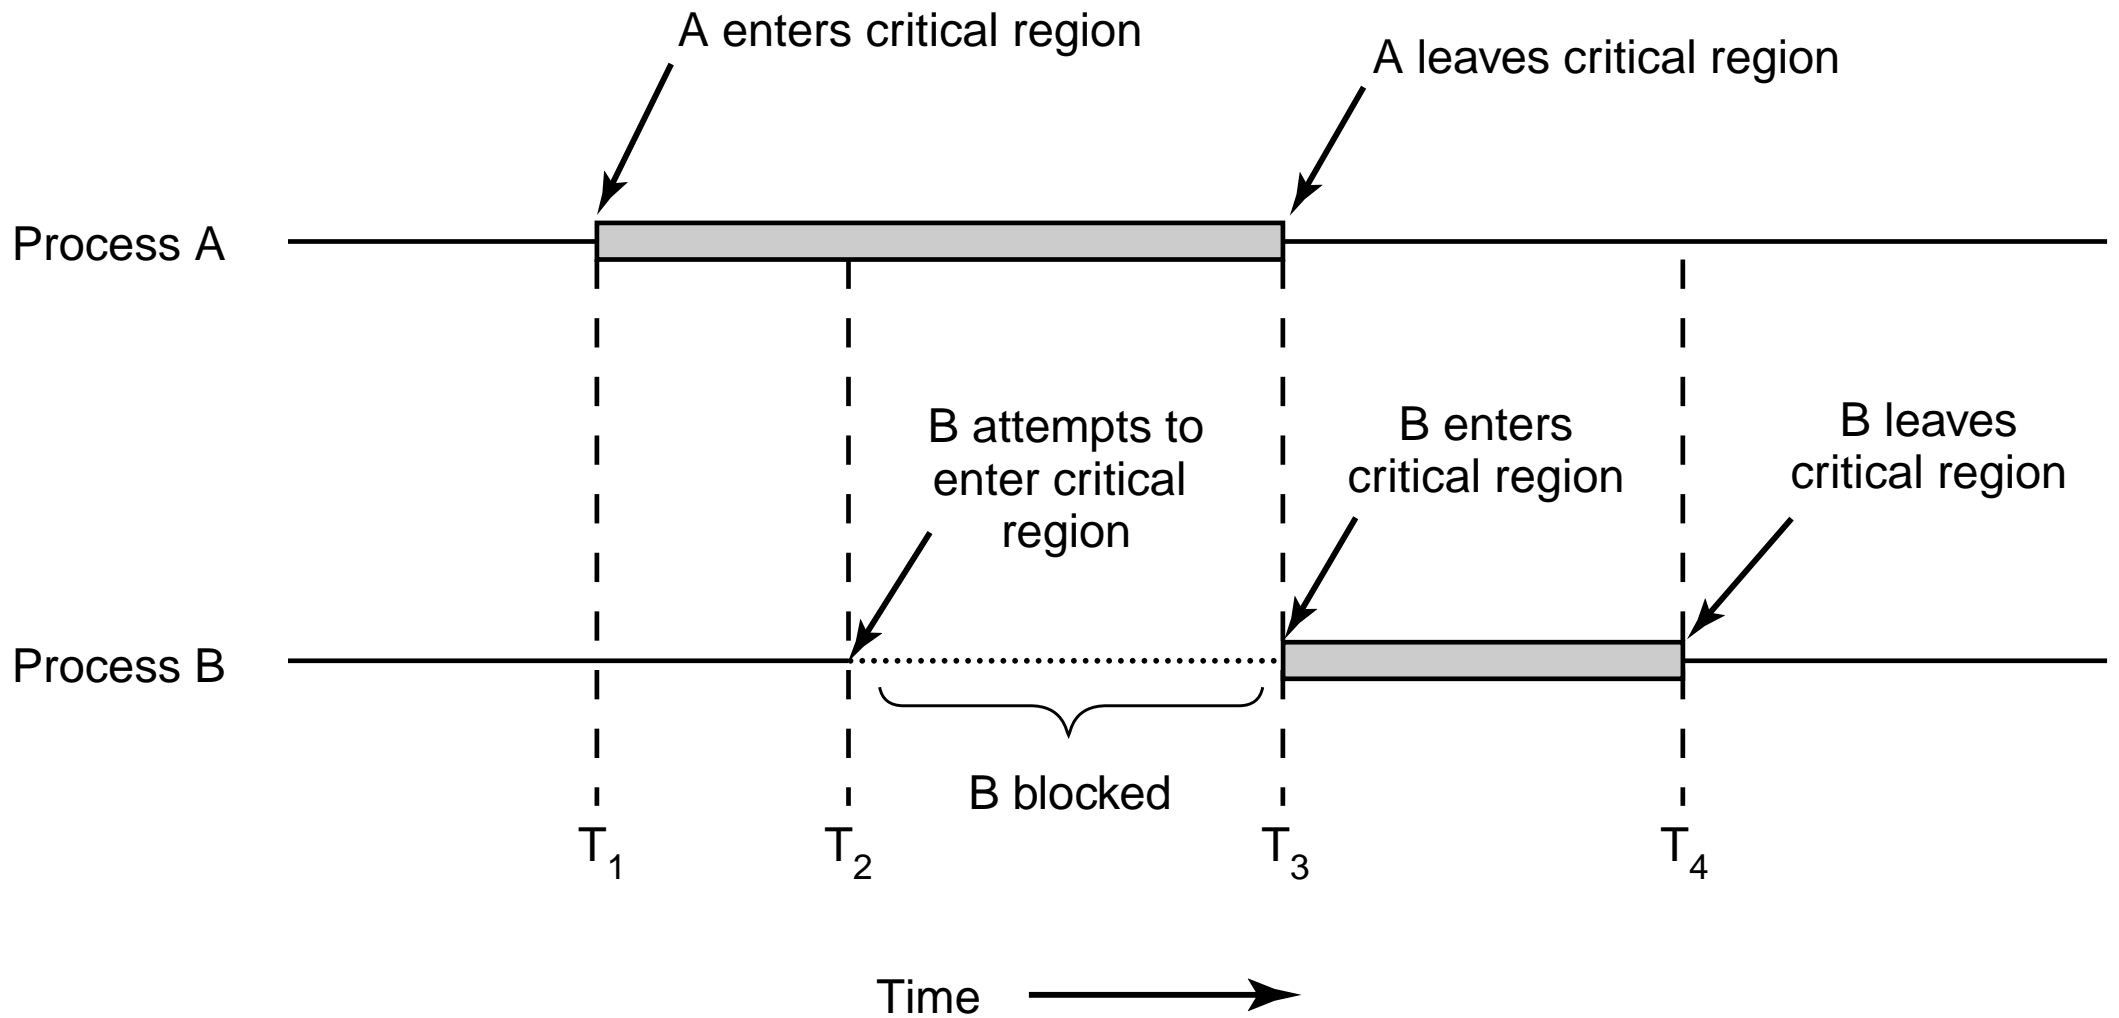 A enters critical region
A leaves critical region
Process A
B attempts to
enter critical
region
B enters
critical region
B leaves
critical region
Process B
B blocked
T1
T2
T3
T4
Time